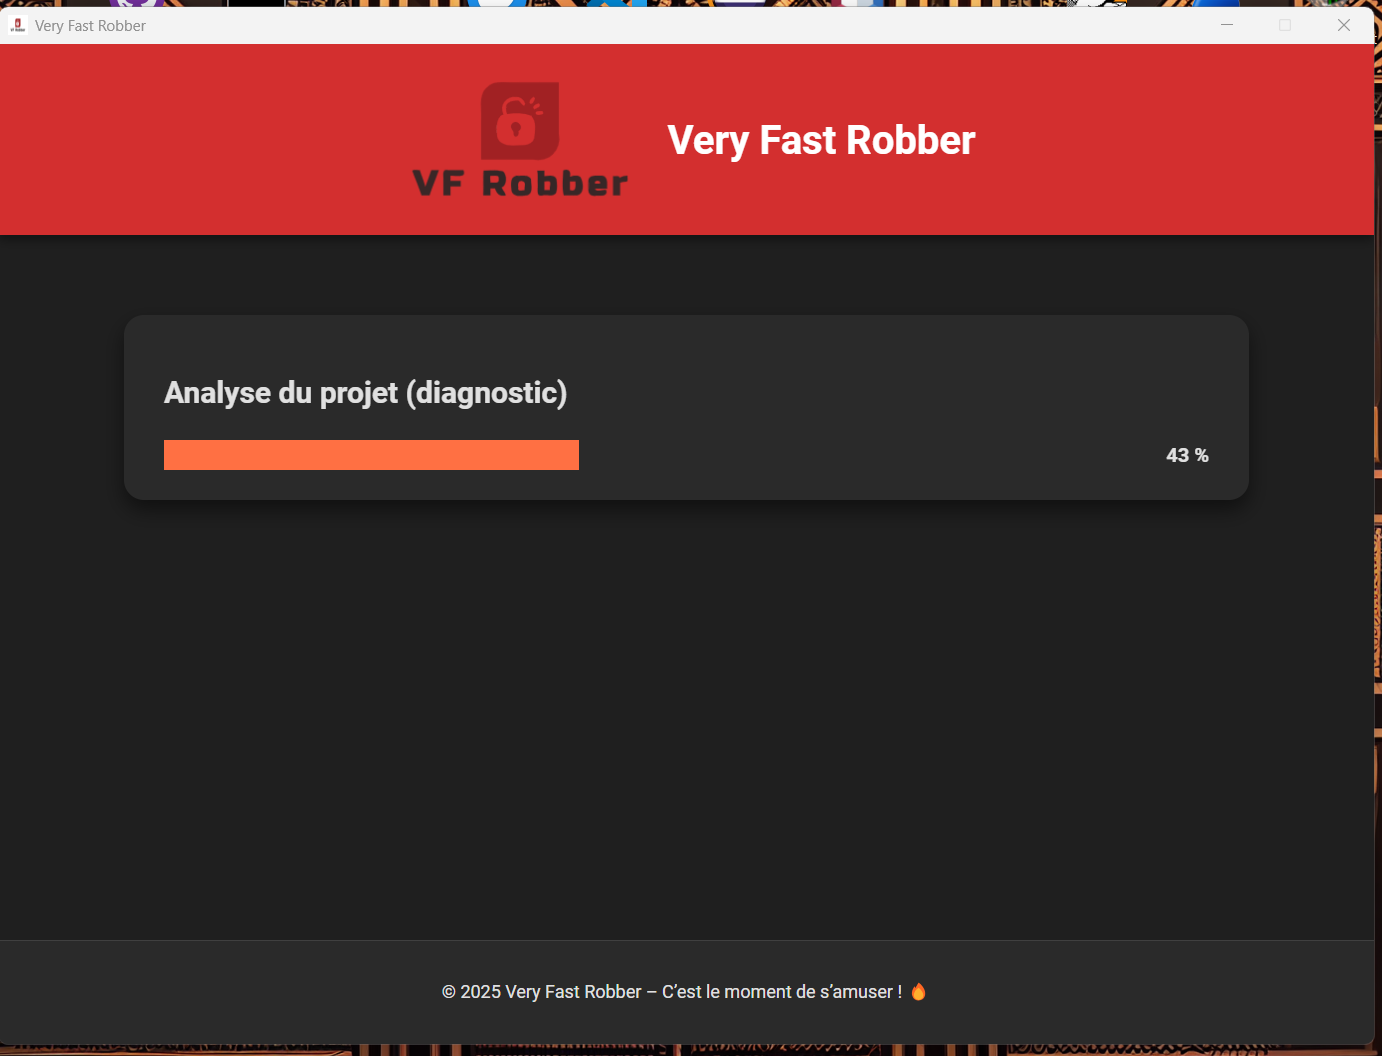 Very Fast Robber
VF Robber
Very Fast Robber
Analyse du projet (diagnostic)
43 %
© 2025 Very Fast Robber – C’est le moment de s’amuser ! 🔥